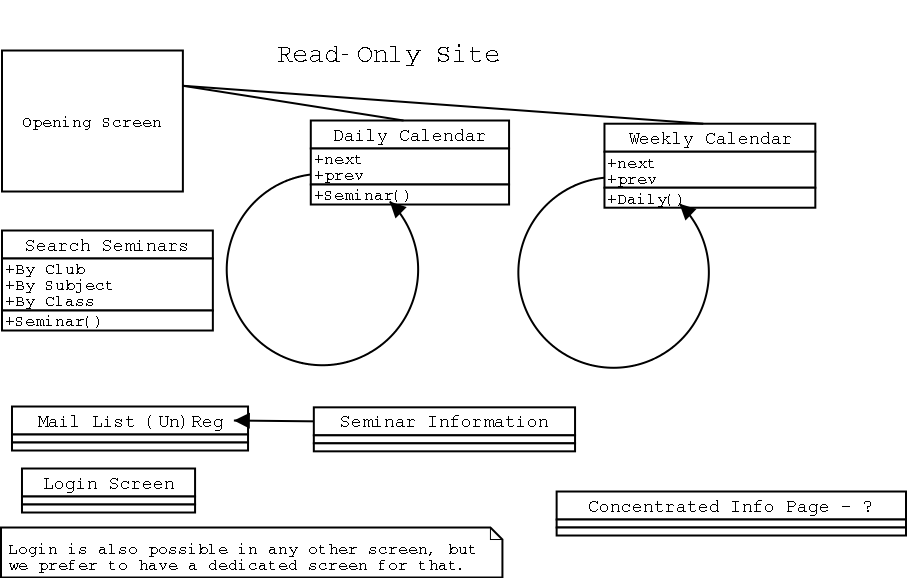 Read-Only Site
Opening Screen
Daily Calendar
+next
+prev
+Seminar()
Weekly Calendar
+next
+prev
+Daily()
Search Seminars
+By Club
+By Subject
+By Class
+Seminar()
Mail List (Un)Reg
Seminar Information
Login Screen
Concentrated Info Page - ?
Login is also possible in any other screen, but
we prefer to have a dedicated screen for that.